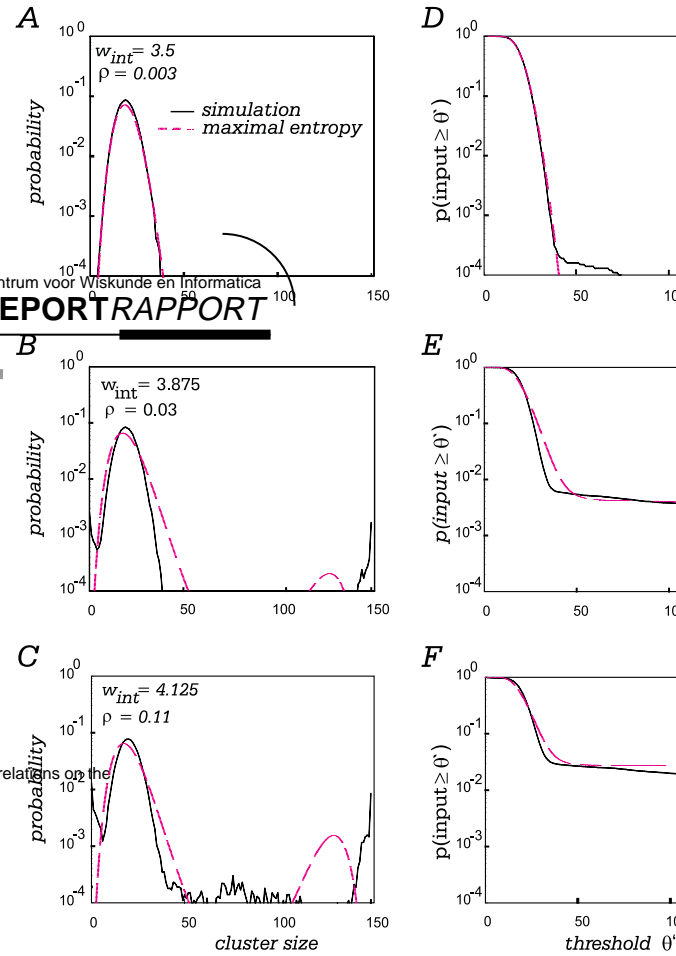 A
w_int = 3.5
ρ = 0.003
simulation
maximal entropy
probability
10^0
10^-1
10^-2
10^-3
10^-4
0
50
100
150
D
p(input ≥ θ‘)
10^0
10^-1
10^-2
10^-3
10^-4
0
50
10
ntrum voor Wiskunde en Informatica
EPORTRAPPORT
B
w_int = 3.875
ρ = 0.03
probability
10^0
10^-1
10^-2
10^-3
10^-4
0
50
100
150
E
p(input ≥ θ‘)
10^0
10^-1
10^-2
10^-3
10^-4
0
50
10
C
w_int = 4.125
ρ = 0.11
relations on the
probability
10^0
10^-1
10^-2
10^-3
10^-4
0
50
100
150
cluster size
F
p(input ≥ θ‘)
10^0
10^-1
10^-2
10^-3
10^-4
0
50
10
threshold θ‘